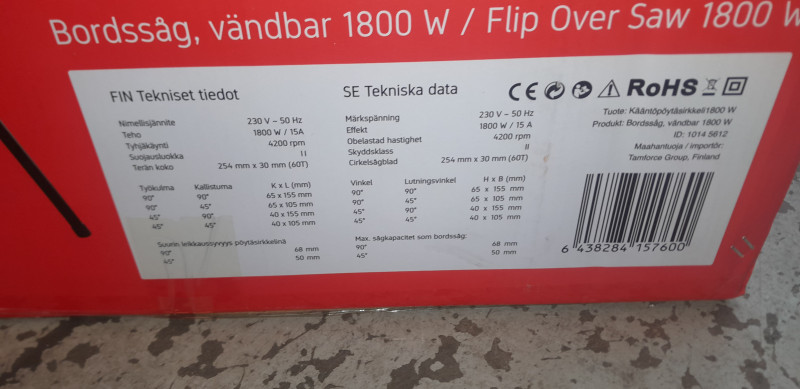 Bordssåg, vändbar 1800 W / Flip Over Saw 1800 W
FIN Tekniset tiedot
Nimellisjännite 230 V – 50 Hz
Teho 1800 W / 15A
Tyhjäkäynti 4200 rpm
Suojausluokka II
Terän koko 254 mm x 30 mm (60T)
Työkulma Kallistuma K x L (mm)
90° 90° 65 x 155 mm
90° 45° 65 x 105 mm
45° 90° 40 x 155 mm
45° 45° 40 x 105 mm
Suurin leikkaussyvyys pöytäsirkkelinä
90° 68 mm
45° 50 mm
SE Tekniska data
Märkspänning 230 V – 50 Hz
Effekt 1800 W / 15 A
Obelastad hastighet 4200 rpm
Skyddsklass II
Cirkelsågblad 254 mm x 30 mm (60T)
Vinkel Lutningsvinkel H x B (mm)
90° 90° 65 x 155 mm
90° 45° 65 x 105 mm
45° 90° 40 x 155 mm
45° 45° 40 x 105 mm
Max. sågkapacitet som bordssåg:
90° 68 mm
45° 50 mm
CE RoHS
Tuote: Kääntöpöytäsirkkeli1800 W
Produkt: Bordssåg, vändbar 1800 W
ID: 1014 5612
Maahantuoja / importör:
Tamforce Group, Finland
6 438284 157600